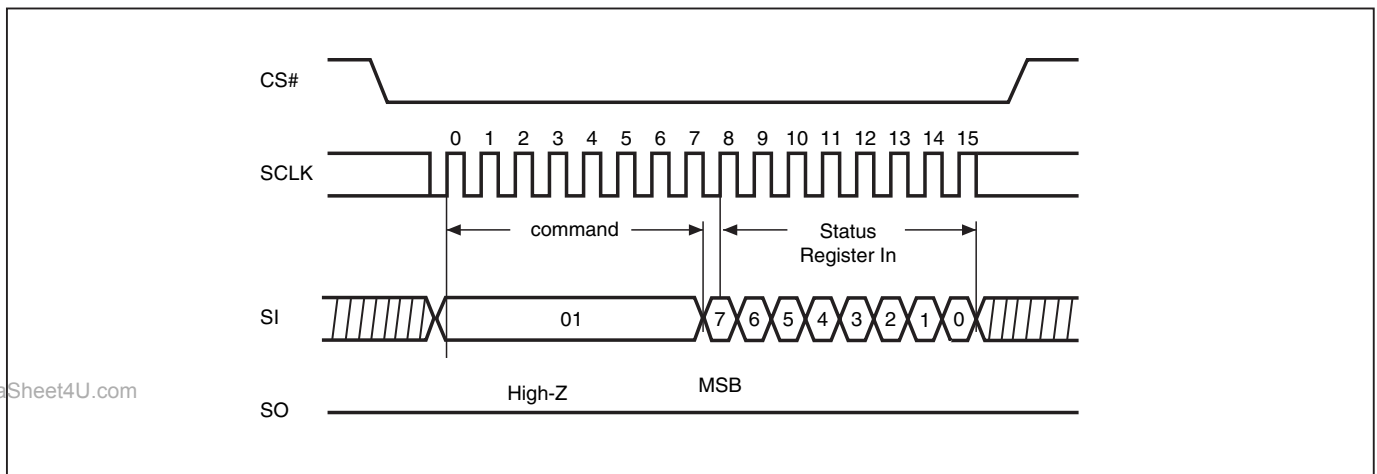 CS#
0 1 2 3 4 5 6 7 8 9 10 11 12 13 14 15
SCLK
command
Status
Register In
SI
01
7 6 5 4 3 2 1 0
aSheet4U.com
High-Z
MSB
SO